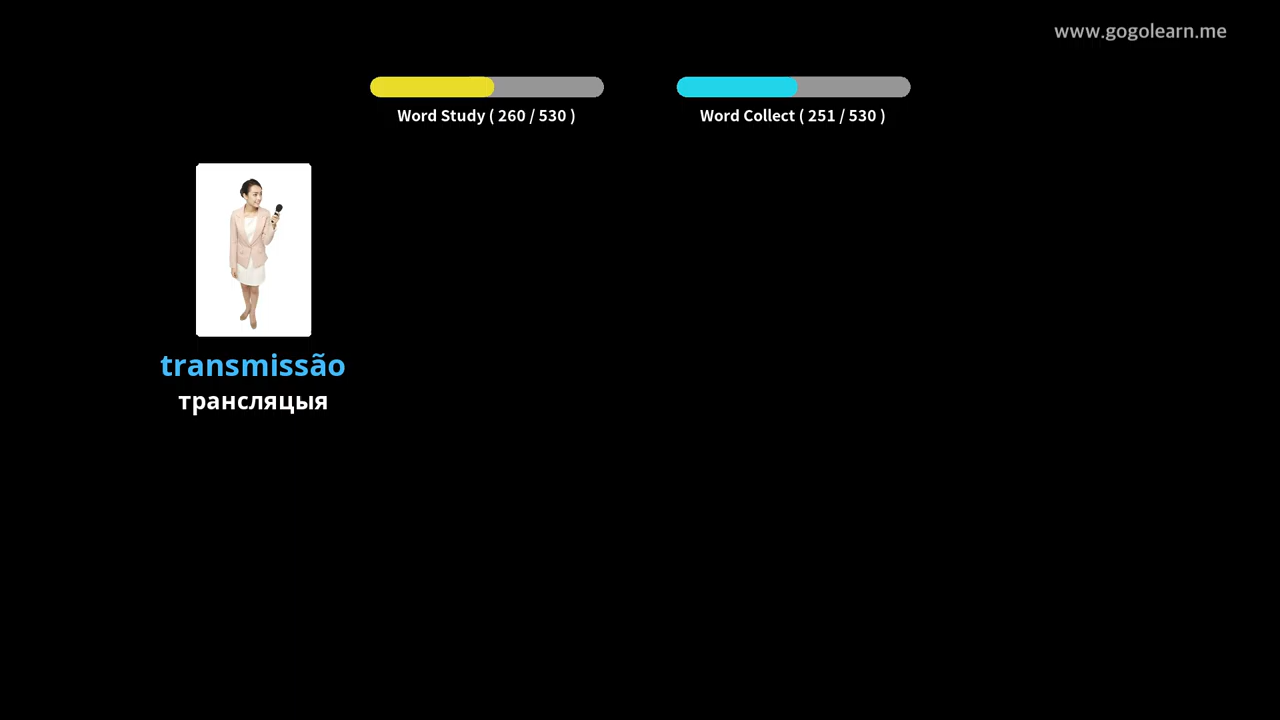 www.gogolearn.me
Word Study ( 260 / 530 )
Word Collect ( 251 / 530 )
transmissão
трансляцыя